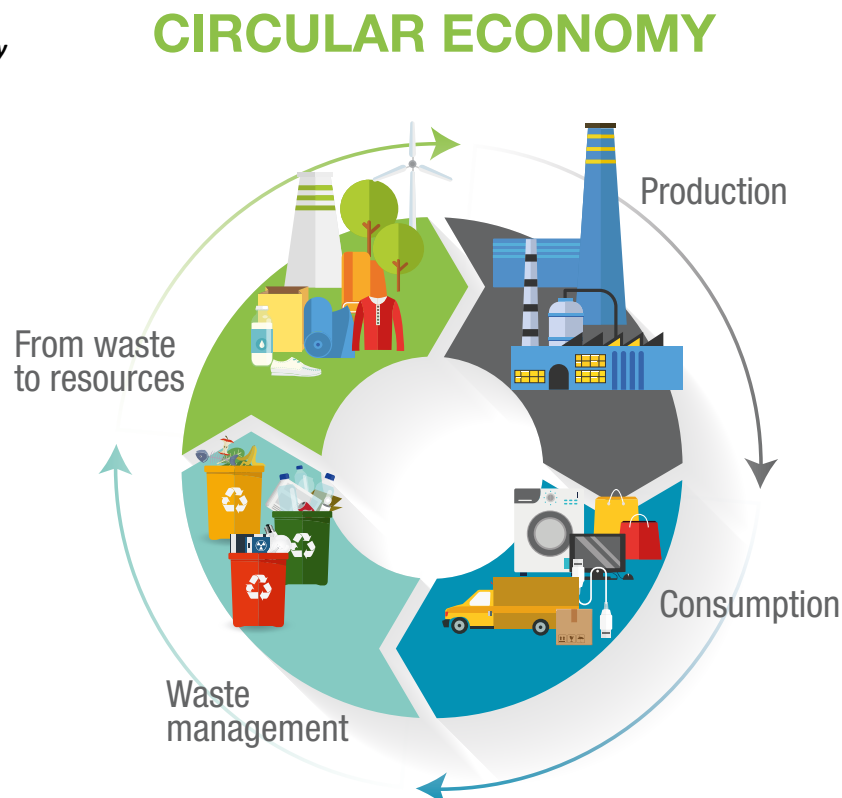 CIRCULAR ECONOMY
Production
From waste
to resources
Consumption
Waste
management